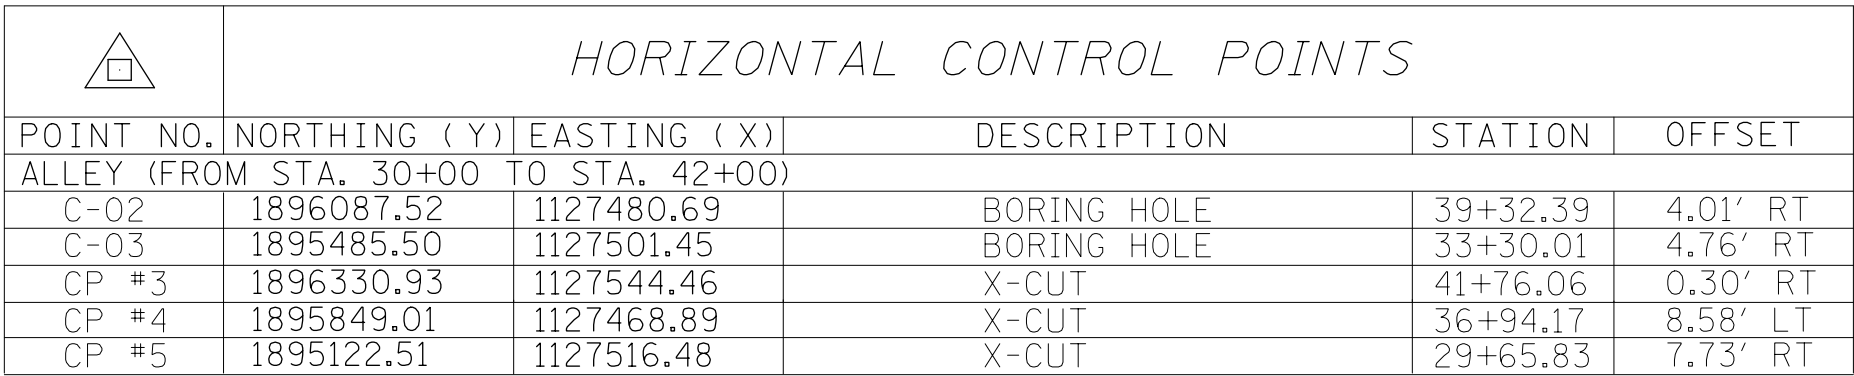 HORIZONTAL CONTROL POINTS
POINT NO. NORTHING (Y) EASTING (X) DESCRIPTION STATION OFFSET
ALLEY (FROM STA. 30+00 TO STA. 42+00)
C-02 1896087.52 1127480.69 BORING HOLE 39+32.39 4.01' RT
C-03 1895485.50 1127501.45 BORING HOLE 33+30.01 4.76' RT
CP #3 1896330.93 1127544.46 X-CUT 41+76.06 0.30' RT
CP #4 1895849.01 1127468.89 X-CUT 36+94.17 8.58' LT
CP #5 1895122.51 1127516.48 X-CUT 29+65.83 7.73' RT